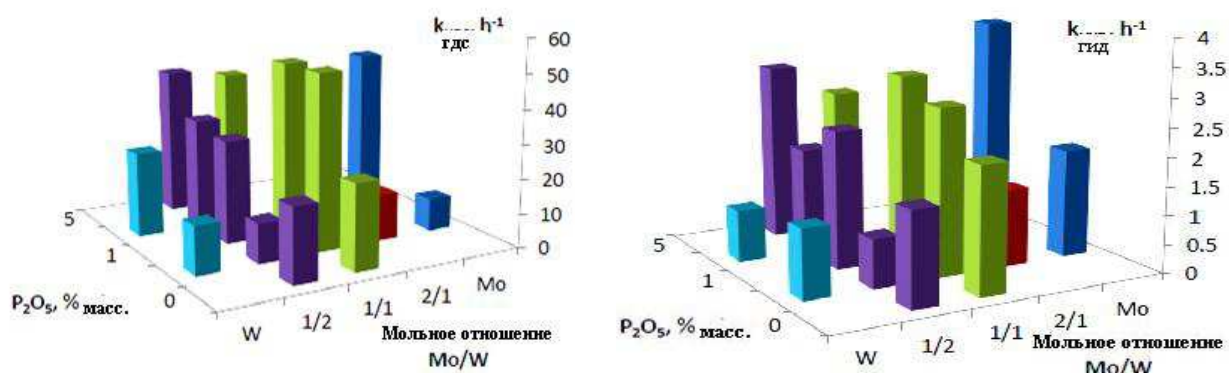 k...... h⁻¹
гдс
60
50
40
30
20
10
0
5
1
0
P₂O₅, % масс.
W
1/2
1/1
2/1
Mo
Мольное отношение
Mo/W
k...... h⁻¹
гид
4
3.5
3
2.5
2
1.5
1
0.5
0
5
1
0
P₂O₅, % масс.
W
1/2
1/1
2/1
Mo
Мольное отношение
Mo/W